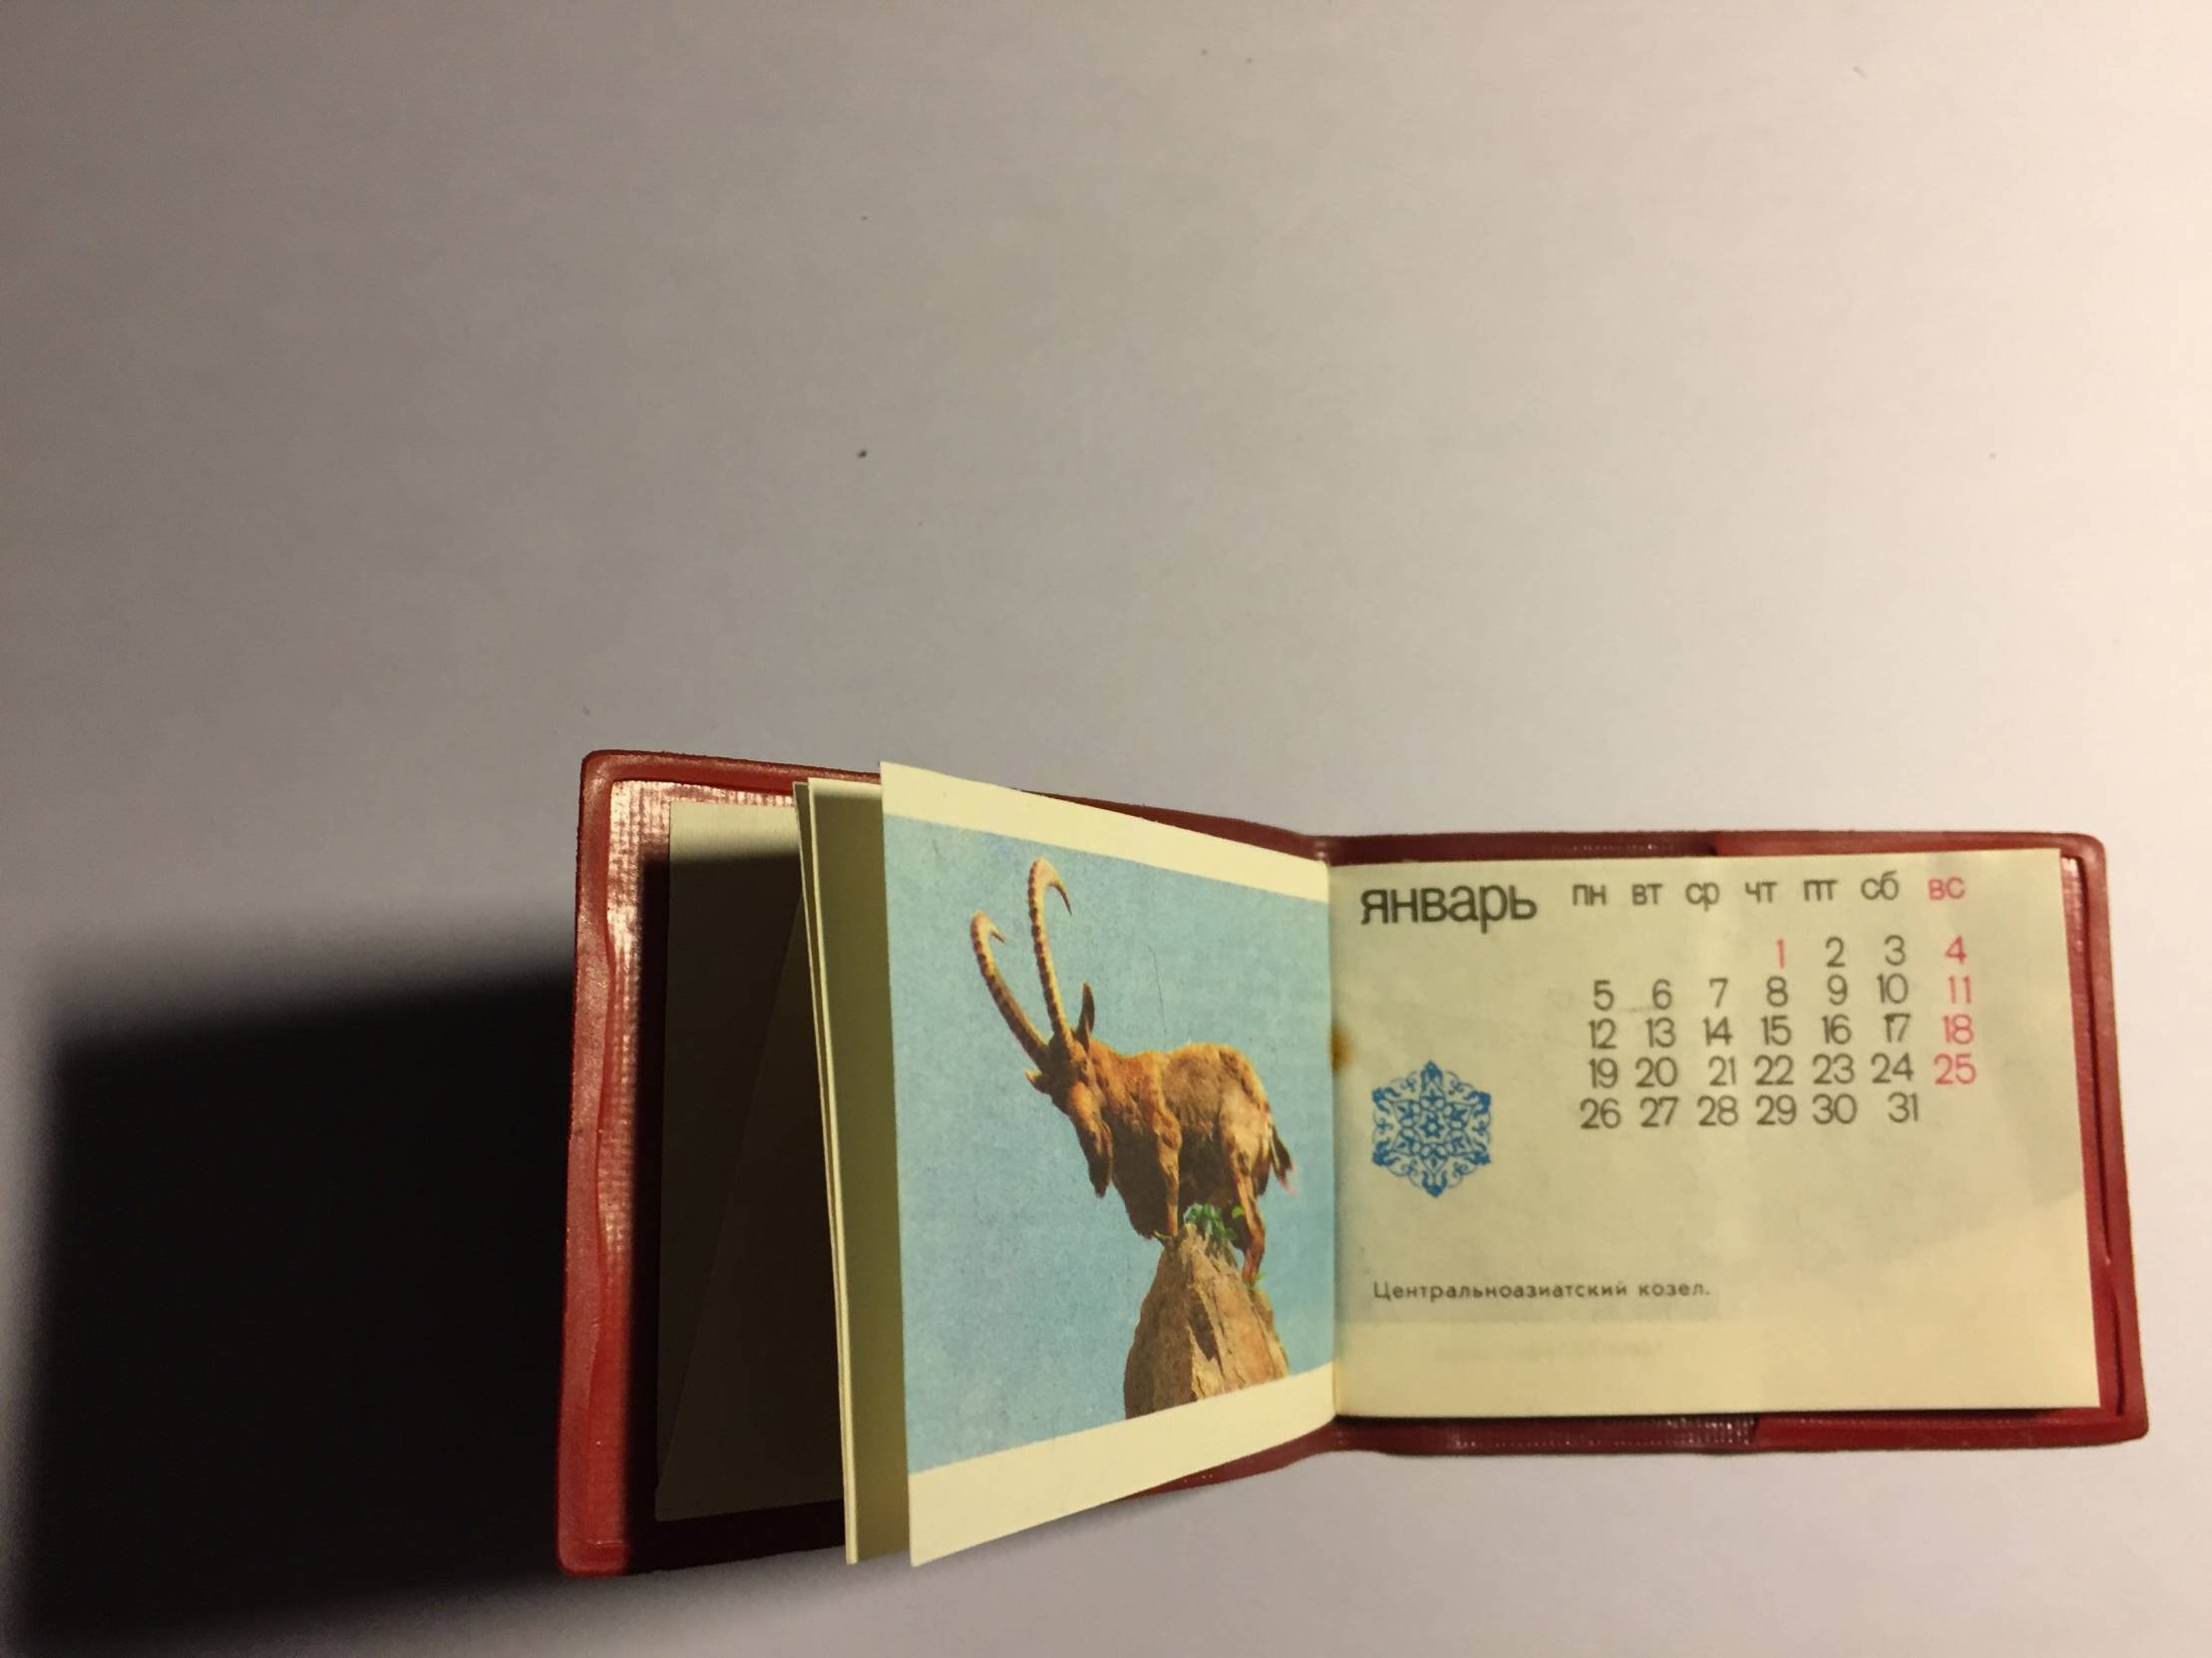 январь пн вт ср чт пт сб вс
1 2 3 4
5 6 7 8 9 10 11
12 13 14 15 16 17 18
19 20 21 22 23 24 25
26 27 28 29 30 31
Центральноазиатский козел.